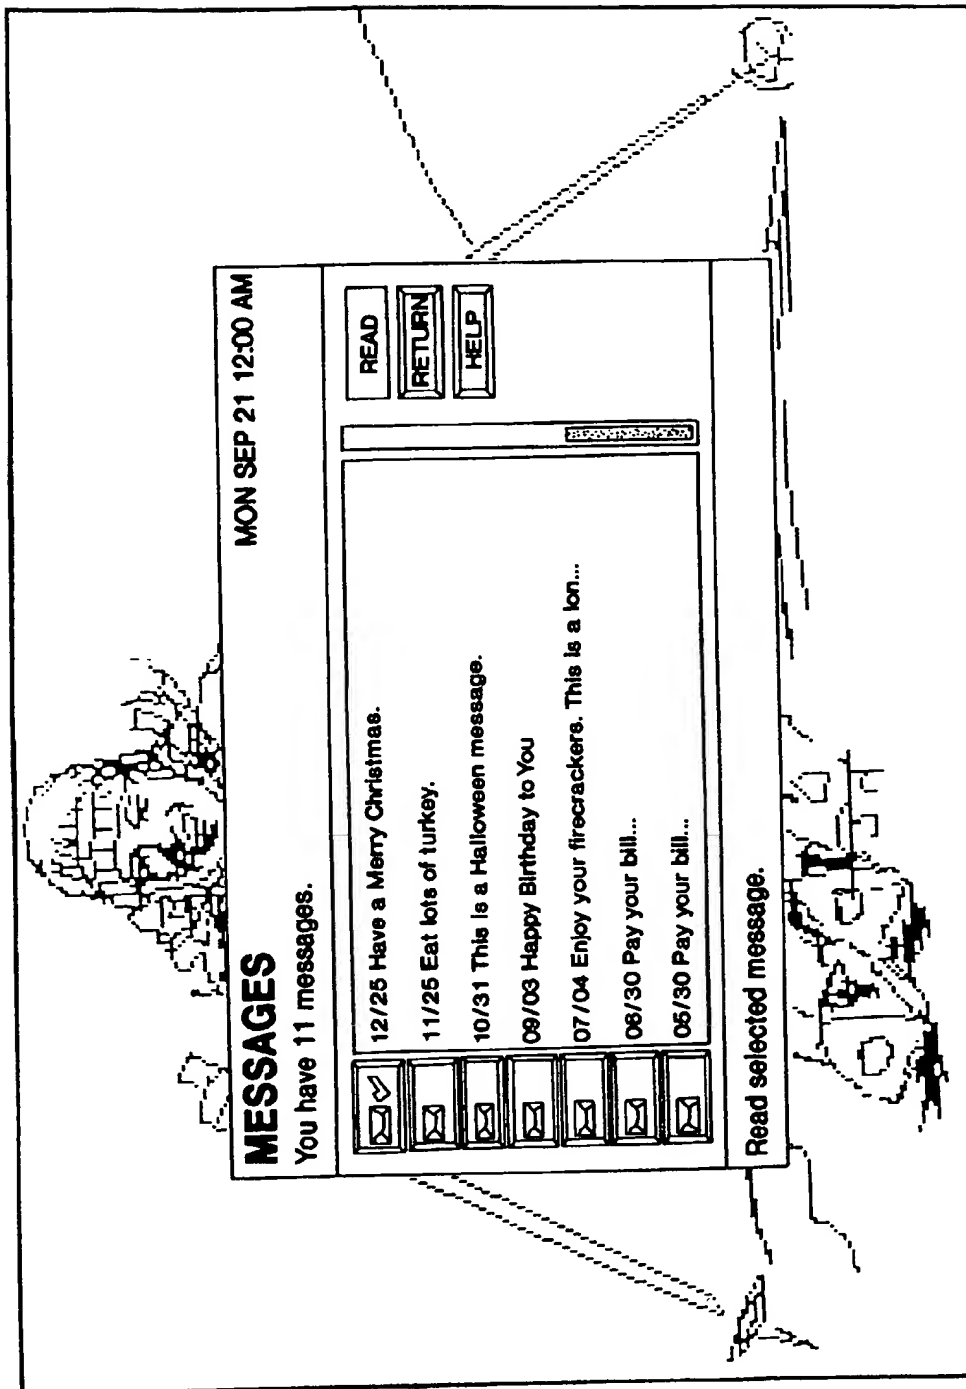 MESSAGES MON SEP 21 12:00 AM
You have 11 messages.
12/25 Have a Merry Christmas.
11/25 Eat lots of turkey.
10/31 This is a Halloween message.
09/03 Happy Birthday to You
07/04 Enjoy your firecrackers. This is a lon...
06/30 Pay your bill...
05/30 Pay your bill...
READ
RETURN
HELP
Read selected message.